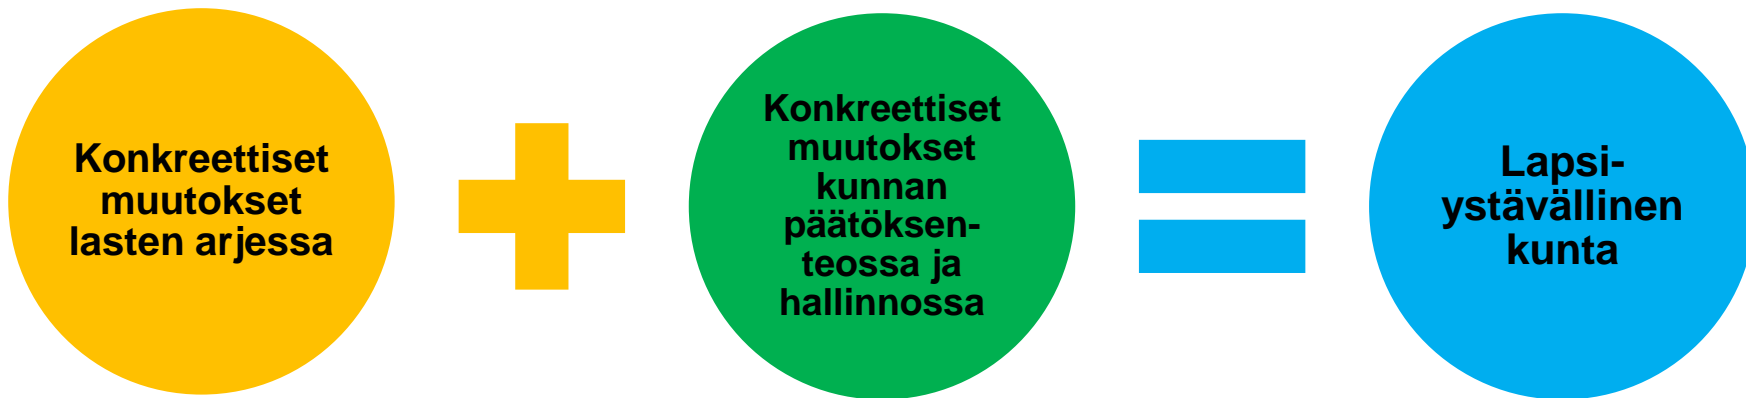 Konkreettiset
muutokset
lasten arjessa
Konkreettiset
muutokset
kunnan
päätöksen-
teossa ja
hallinnossa
Lapsi-
ystävällinen
kunta